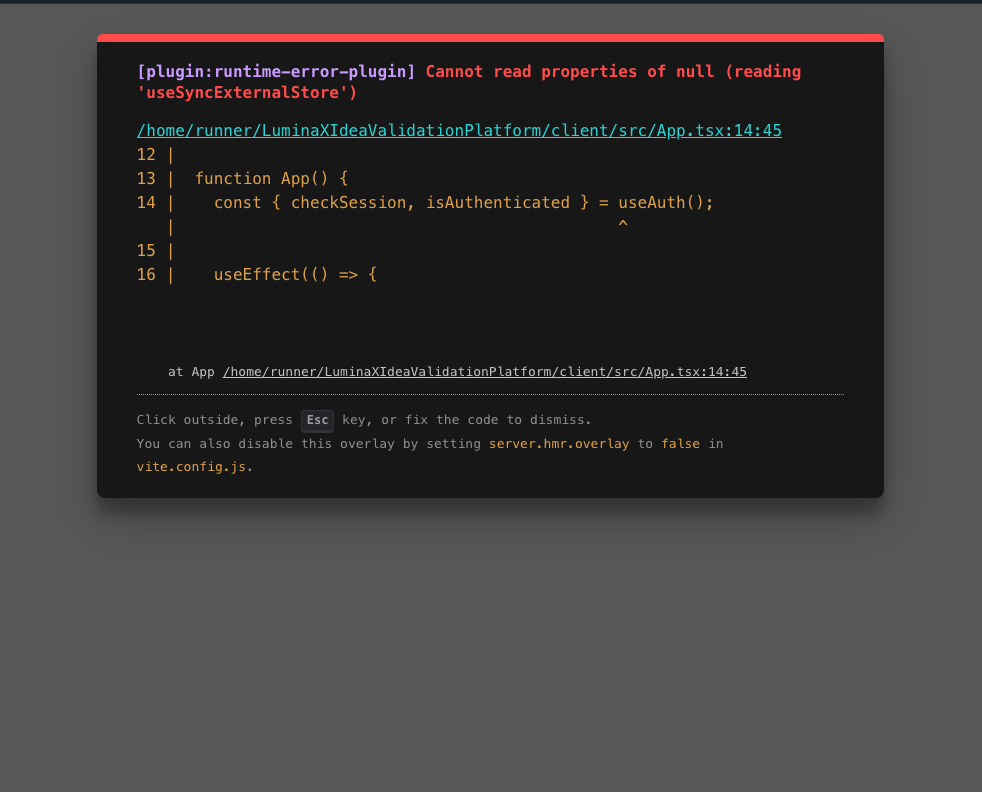 [plugin:runtime-error-plugin] Cannot read properties of null (reading
'useSyncExternalStore')
/home/runner/LuminaXIdeaValidationPlatform/client/src/App.tsx:14:45
12 |
13 |  function App() {
14 |    const { checkSession, isAuthenticated } = useAuth();
   |                                              ^
15 |
16 |    useEffect(() => {
at App /home/runner/LuminaXIdeaValidationPlatform/client/src/App.tsx:14:45
Click outside, press Esc key, or fix the code to dismiss.
You can also disable this overlay by setting server.hmr.overlay to false in
vite.config.js.